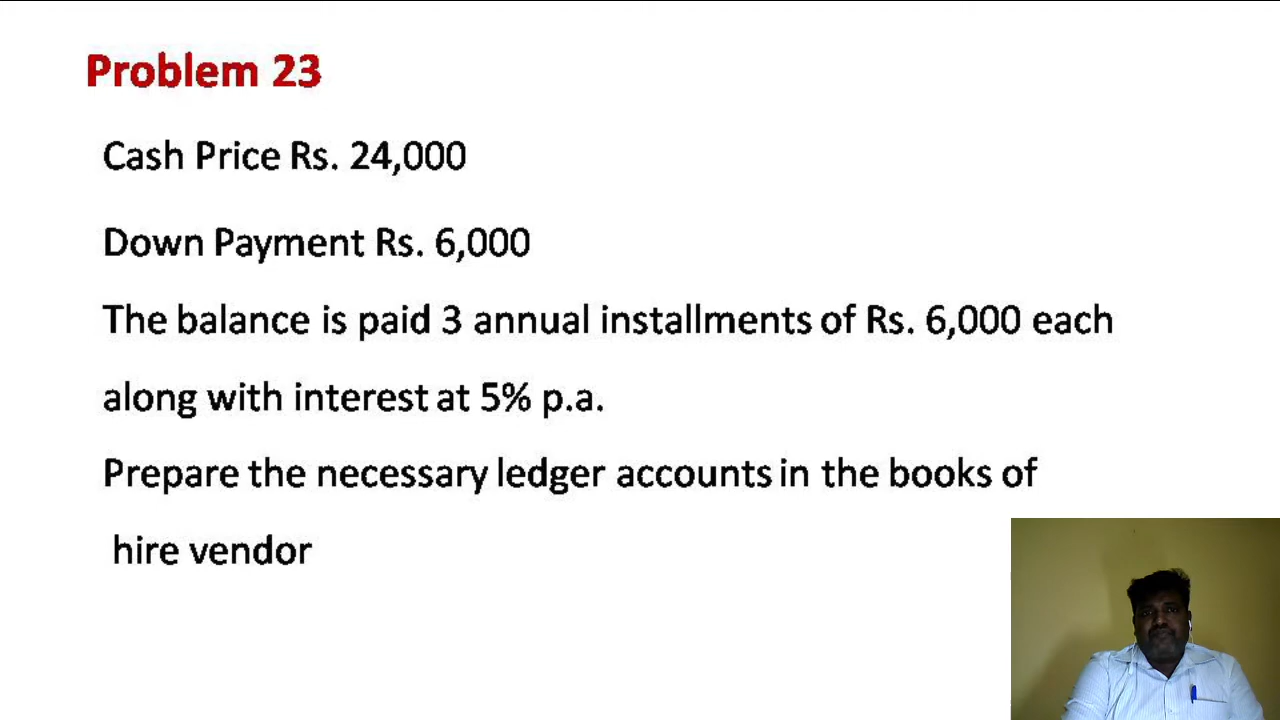 Problem 23
Cash Price Rs. 24,000
Down Payment Rs. 6,000
The balance is paid 3 annual installments of Rs. 6,000 each
along with interest at 5% p.a.
Prepare the necessary ledger accounts in the books of
hire vendor